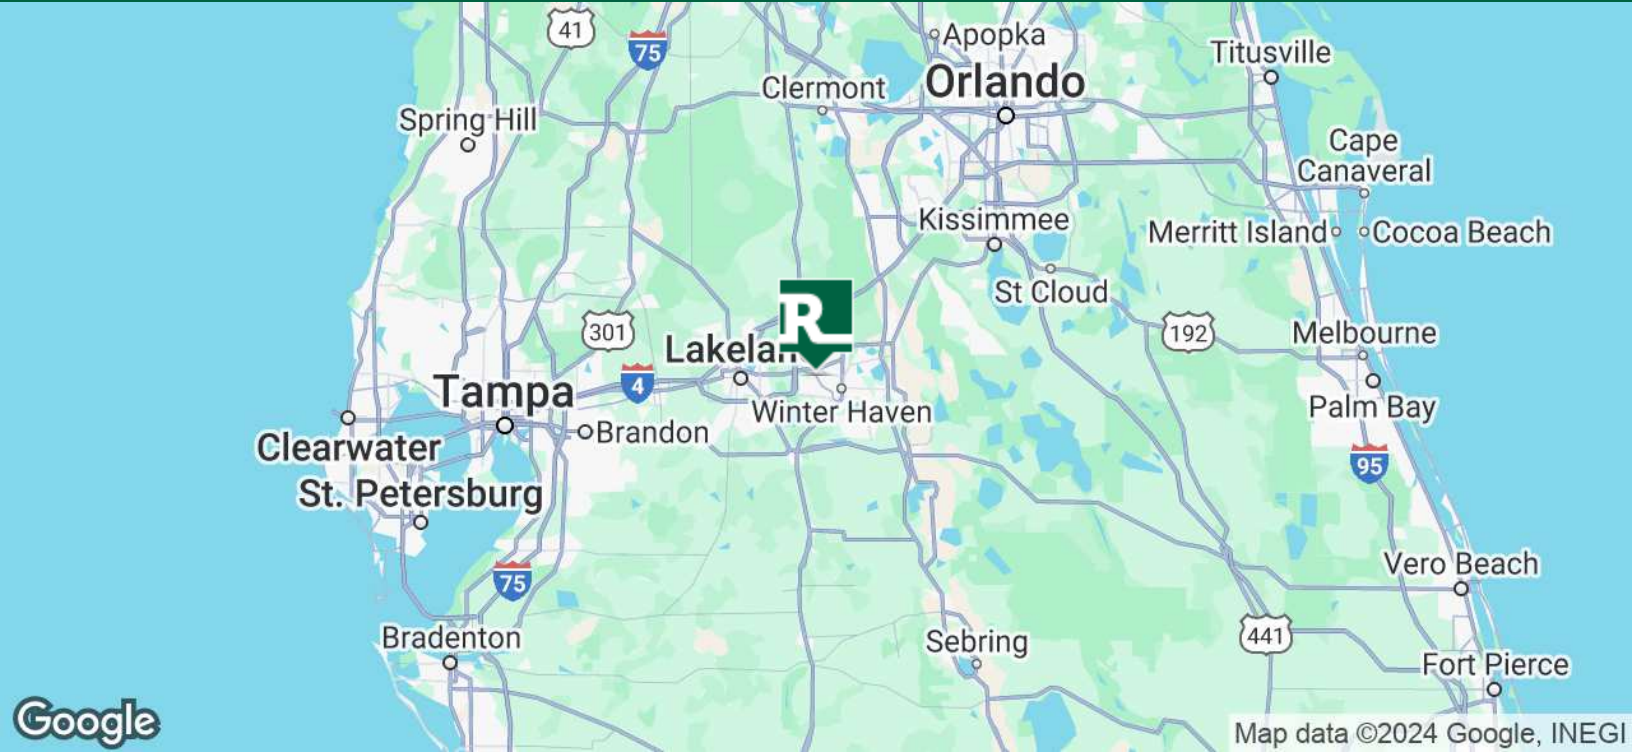 41
75
Apopka
Titusville
Orlando
Clermont
Spring Hill
Cape
Canaveral
Kissimmee
Merritt Island
Cocoa Beach
St Cloud
R
301
192
Melbourne
Lakelan
4
Tampa
Winter Haven
Palm Bay
Brandon
Clearwater
95
St. Petersburg
75
Vero Beach
Bradenton
Sebring
441
Fort Pierce
Google
Map data ©2024 Google, INEGI